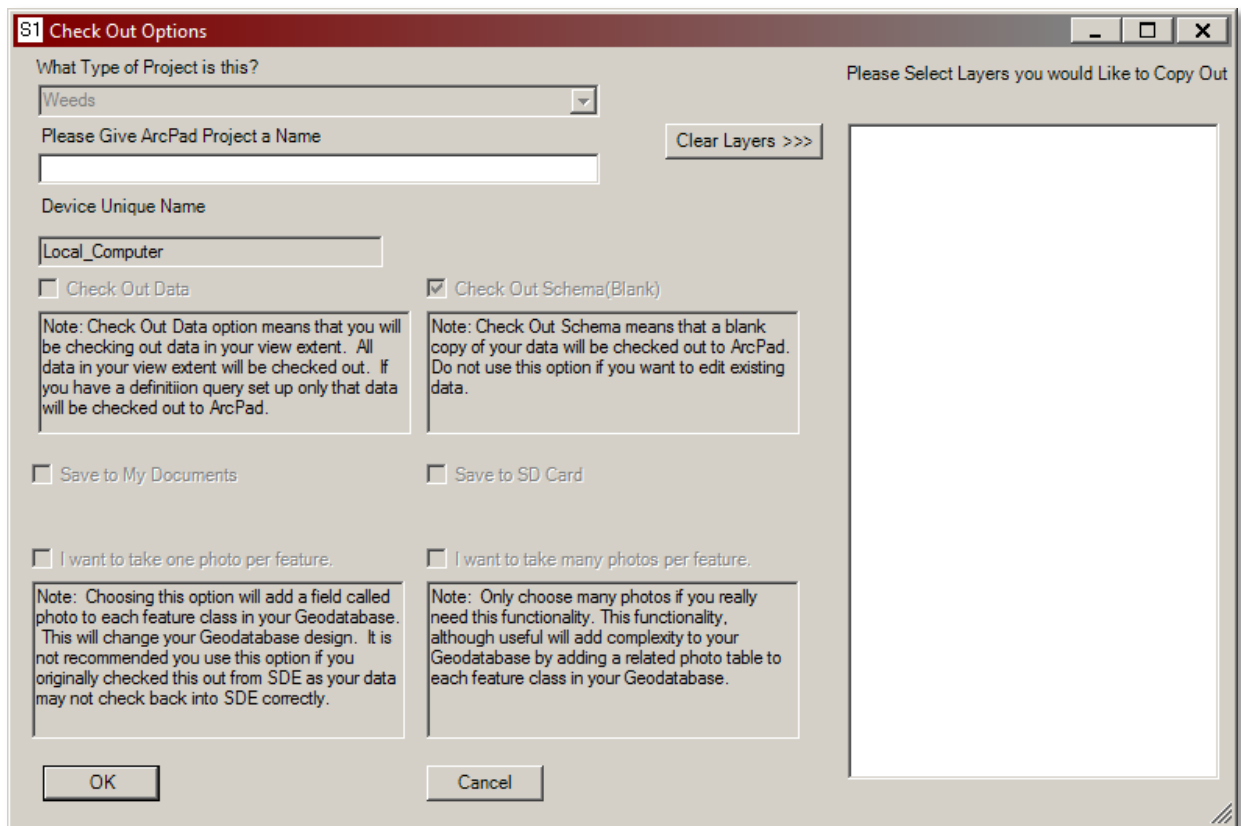 S1 Check Out Options
What Type of Project is this?
Please Select Layers you would Like to Copy Out
Weeds
Please Give ArcPad Project a Name
Clear Layers >>>
Device Unique Name
Local_Computer
Check Out Data
Check Out Schema(Blank)
Note: Check Out Data option means that you will
be checking out data in your view extent.  All
data in your view extent will be checked out.  If
you have a definitiion query set up only that data
will be checked out to ArcPad.
Note: Check Out Schema means that a blank
copy of your data will be checked out to ArcPad.
Do not use this option if you want to edit existing
data.
Save to My Documents
Save to SD Card
I want to take one photo per feature.
I want to take many photos per feature.
Note:  Choosing this option will add a field called
photo to each feature class in your Geodatabase.
This will change your Geodatabase design.  It is
not recommended you use this option if you
originally checked this out from SDE as your data
may not check back into SDE correctly.
Note:  Only choose many photos if you really
need this functionality. This functionality,
although useful will add complexity to your
Geodatabase by adding a related photo table to
each feature class in your Geodatabase.
OK
Cancel